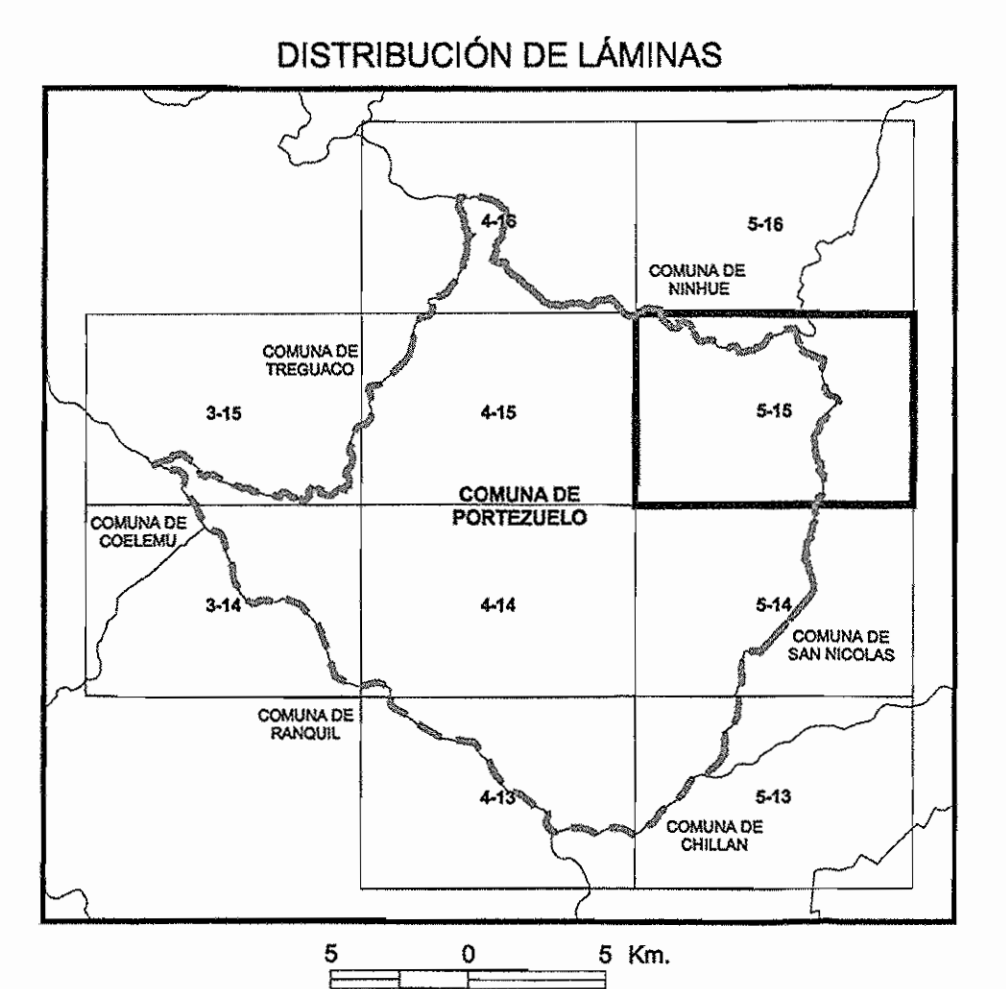 DISTRIBUCIÓN DE LÁMINAS
4-16
5-16
COMUNA DE
NINHUE
COMUNA DE
TREGUACO
3-15
4-15
5-15
COMUNA DE
PORTEZUELO
COMUNA DE
COELEMU
3-14
4-14
5-14
COMUNA DE
SAN NICOLAS
COMUNA DE
RANQUIL
4-13
5-13
COMUNA DE
CHILLAN
5 0 5 Km.